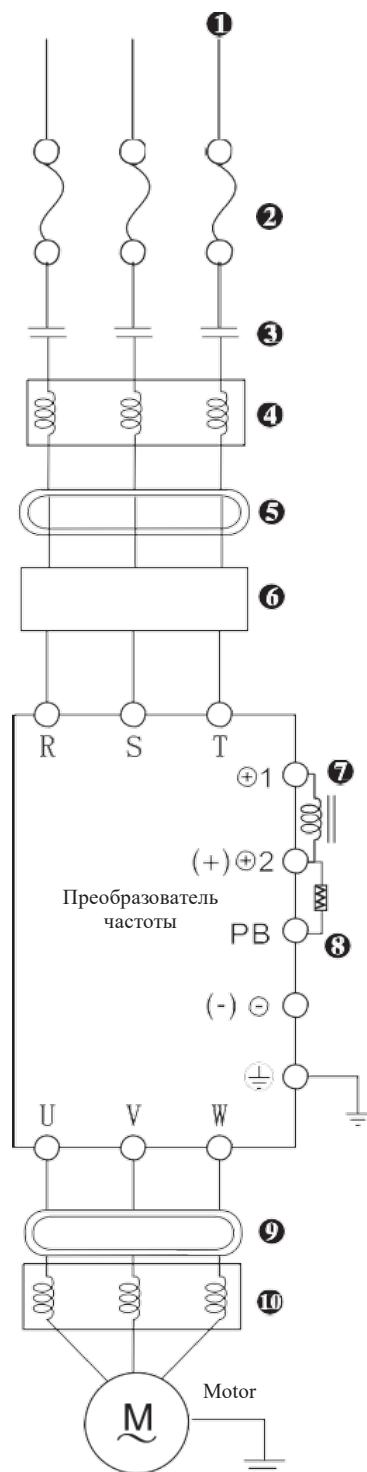 ❶
❷
❸
❹
❺
❻
R S T
⊕1 ❼
(+) ⊕2
Преобразователь
частоты
PB ❽
(-) ⊖
U V W
❾
❿
Motor
M
~